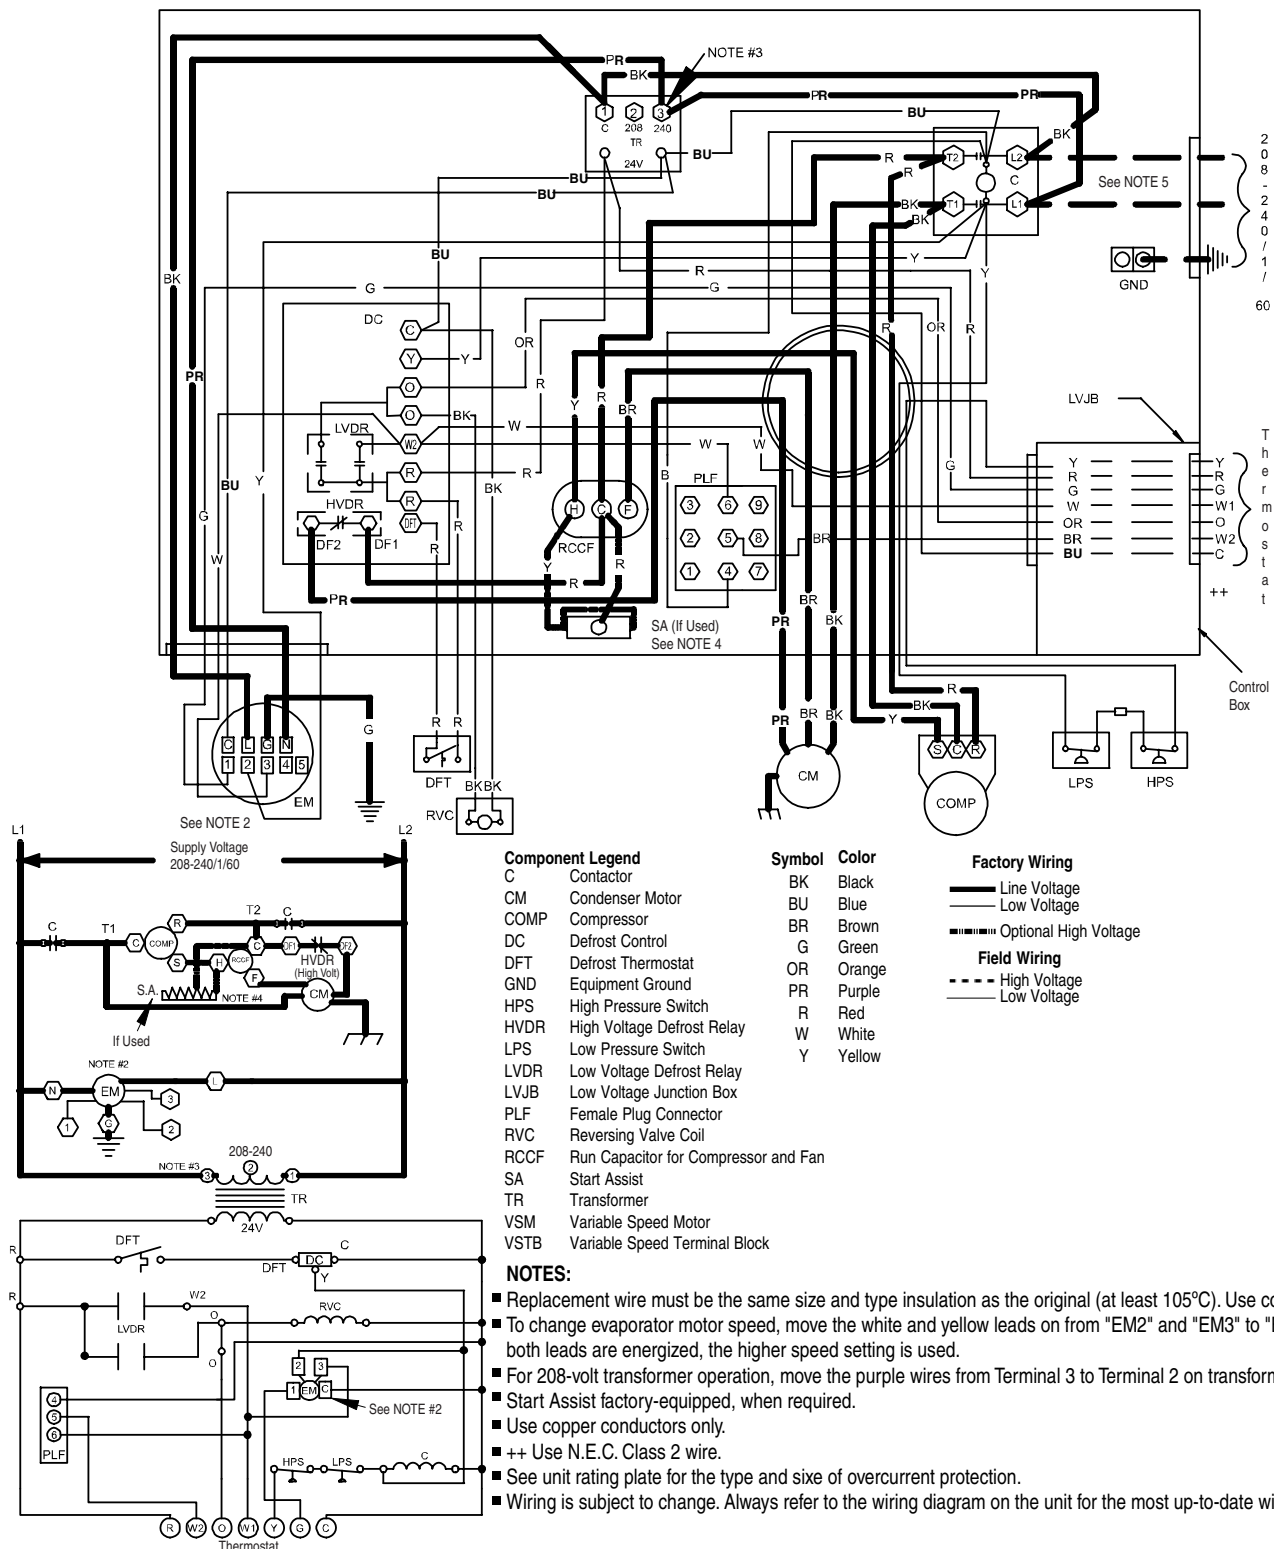 NOTE #3
PR
BK
PR
PR
BU
1
2
3
C
208
240
TR
24V
BU
BU
BU
BK
R
T2
L2
R
C
BK
T1
L1
BK
See NOTE 5
208-240/1/60
GND
Y
Y
R
G
G
BU
BK
DC
C
Y
Y
O
O
BK
OR
R
PR
LVDR
W2
W
W
W
R
R
R
DFT
HVDR
DF2
DF1
BU
Y
G
W
BK
R
R
Y
R
BR
B
R
OR
R
G
PLF
3
6
9
2
5
8
1
4
7
BR
H
C
F
RCCF
Y
R
R
PR
SA (If Used)
See NOTE 4
PR
BR
BK
LVJB
Y
R
G
W
OR
BR
BU
Y
R
G
W1
O
W2
C
Thermostat
++
Control
Box
C
L
G
N
1
2
3
4
5
EM
G
R
R
DFT
BK BK
RVC
PR
BR
BK
CM
R
BK
Y
S
C
R
COMP
LPS
HPS
See NOTE 2
L1
L2
Supply Voltage
208-240/1/60
C
T1
C
COMP
R
T2
C
S
H
RCCF
C
DF1
DF2
HVDR
(High Volt)
F
CM
S.A.
NOTE #4
If Used
NOTE #2
N
EM
L
3
1
G
2
208-240
NOTE #3
3
2
1
TR
24V
R
DFT
DFT
DC
C
Y
R
LVDR
W2
O
RVC
O
2
3
1
EM
C
See NOTE #2
4
5
6
PLF
HPS
LPS
C
R
W2
O
W1
Y
G
C
Thermostat
Component Legend
C Contactor
CM Condenser Motor
COMP Compressor
DC Defrost Control
DFT Defrost Thermostat
GND Equipment Ground
HPS High Pressure Switch
HVDR High Voltage Defrost Relay
LPS Low Pressure Switch
LVDR Low Voltage Defrost Relay
LVJB Low Voltage Junction Box
PLF Female Plug Connector
RVC Reversing Valve Coil
RCCF Run Capacitor for Compressor and Fan
SA Start Assist
TR Transformer
VSM Variable Speed Motor
VSTB Variable Speed Terminal Block
Symbol Color
BK Black
BU Blue
BR Brown
G Green
OR Orange
PR Purple
R Red
W White
Y Yellow
Factory Wiring
Line Voltage
Low Voltage
Optional High Voltage
Field Wiring
High Voltage
Low Voltage
NOTES:
■ Replacement wire must be the same size and type insulation as the original (at least 105ºC). Use
■ To change evaporator motor speed, move the white and yellow leads on from "EM2" and "EM3" to
both leads are energized, the higher speed setting is used.
■ For 208-volt transformer operation, move the purple wires from Terminal 3 to Terminal 2 on
■ Start Assist factory-equipped, when required.
■ Use copper conductors only.
■ ++ Use N.E.C. Class 2 wire.
■ See unit rating plate for the type and sixe of overcurrent protection.
■ Wiring is subject to change. Always refer to the wiring diagram on the unit for the most up-to-date